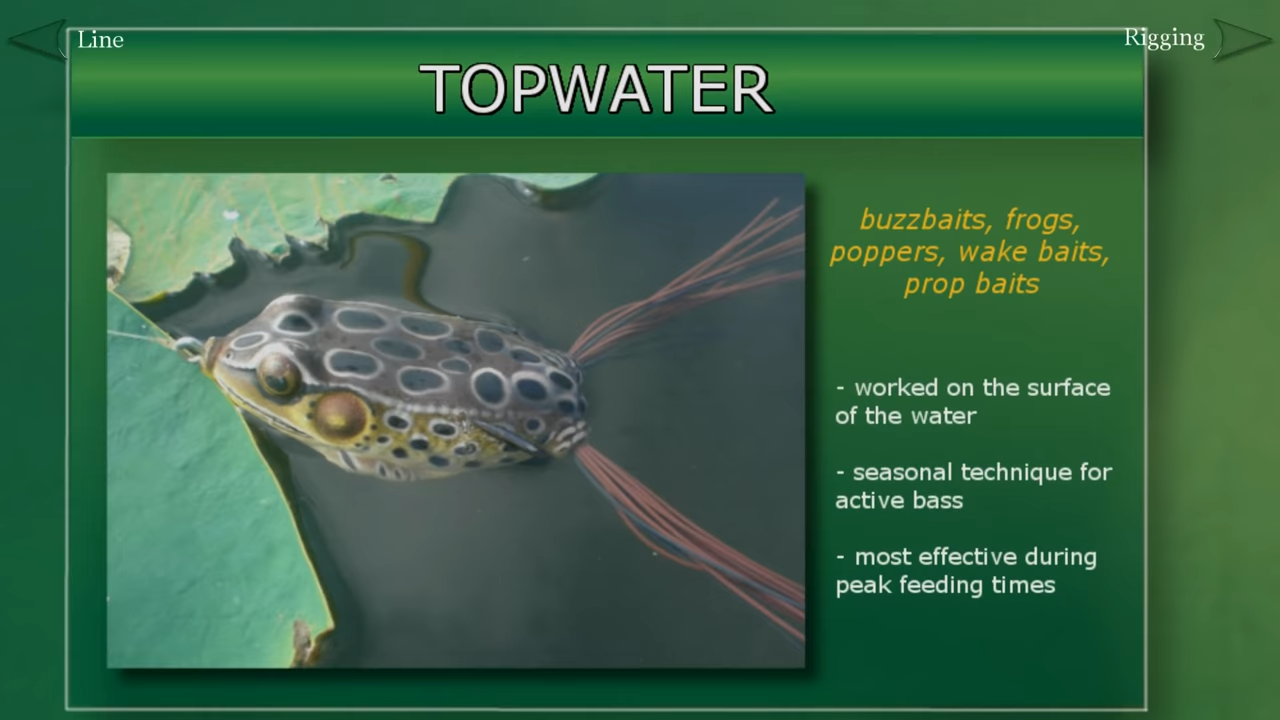 Line
Rigging
TOPWATER
buzzbaits, frogs,
poppers, wake baits,
prop baits
- worked on the surface
of the water
- seasonal technique for
active bass
- most effective during
peak feeding times